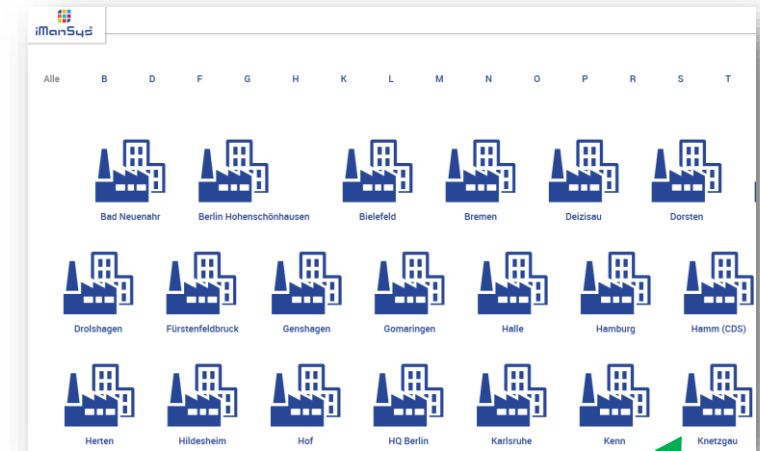 iManSys
Alle B D F G H K L M N O P R S T
Bad Neuenahr Berlin Hohenschönhausen Bielefeld Bremen Deizisau Dorsten
Drolshagen Fürstenfeldbruck Genshagen Gomaringen Halle Hamburg Hamm (CDS)
Herten Hildesheim Hof HQ Berlin Karlsruhe Kenn Knetzgau